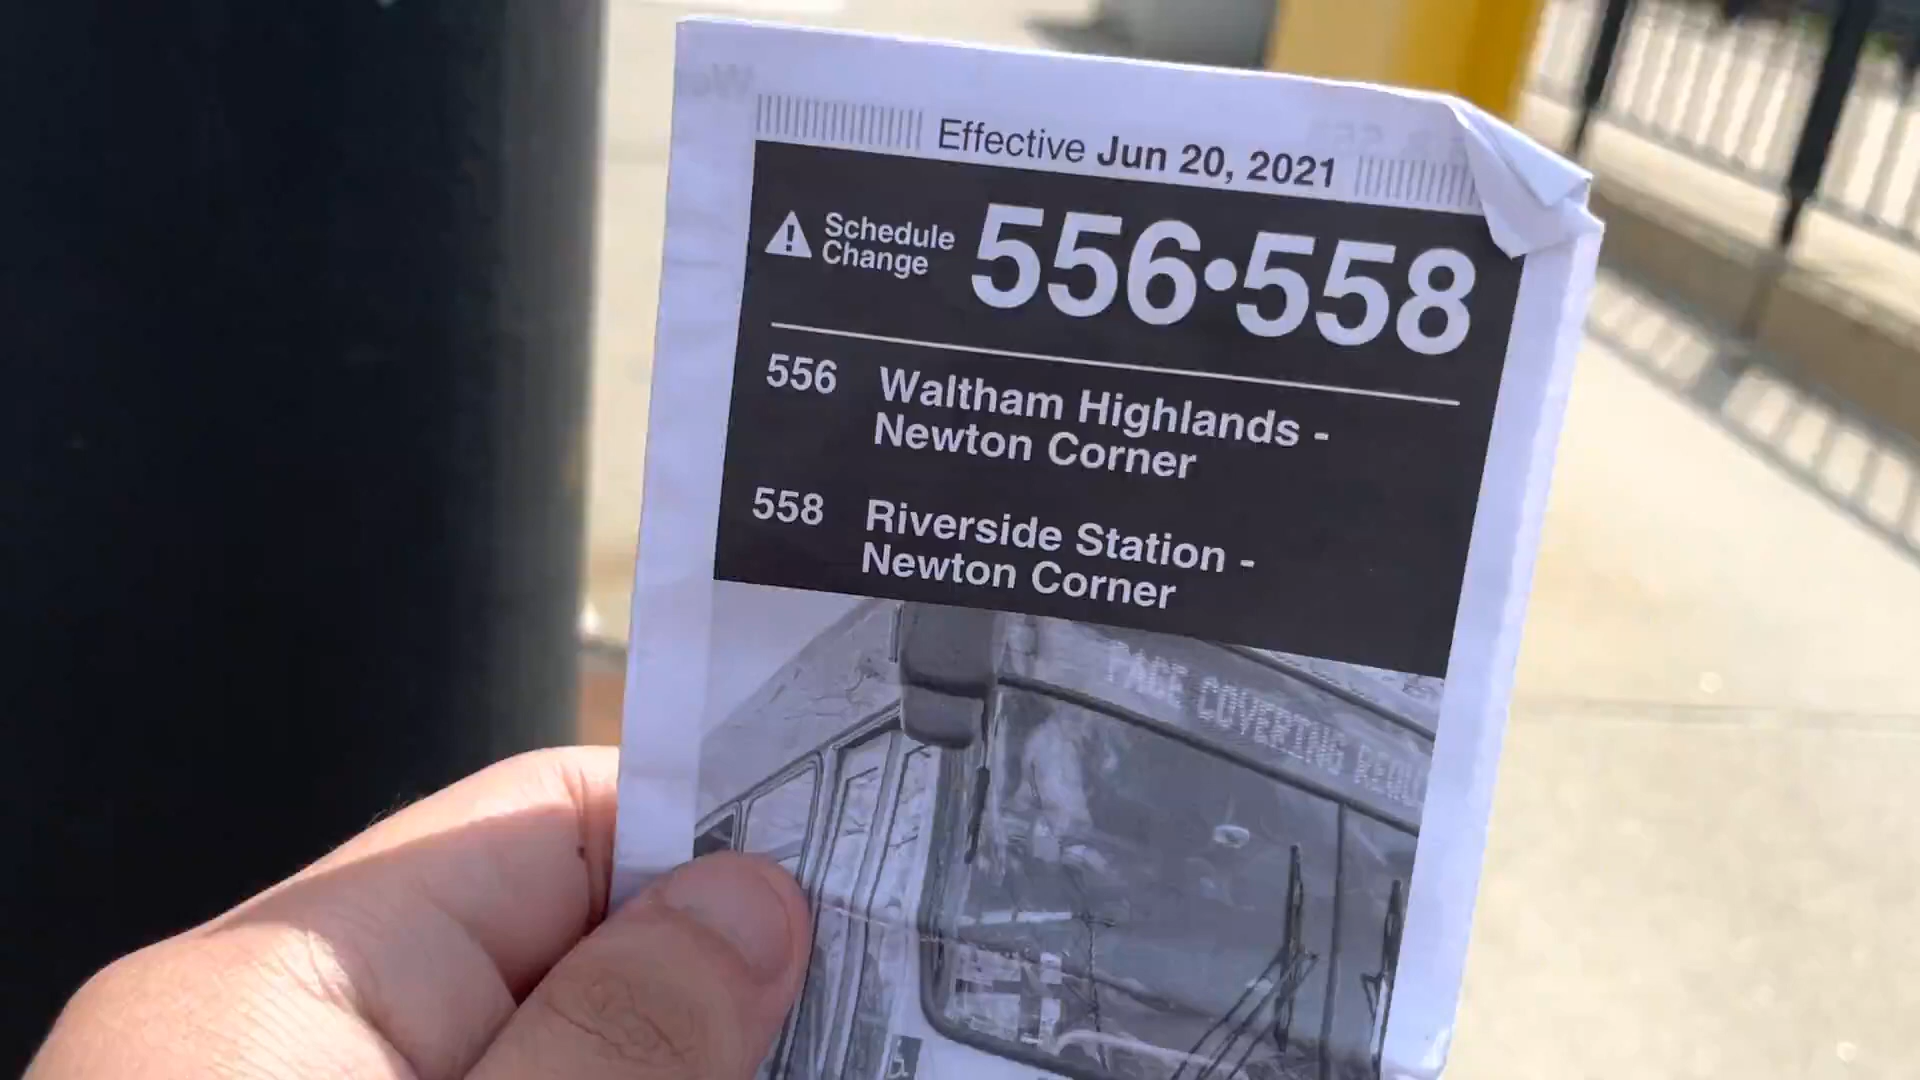 Effective Jun 20, 2021
Schedule
Change
556•558
556 Waltham Highlands -
Newton Corner
558 Riverside Station -
Newton Corner
FACE COVERING